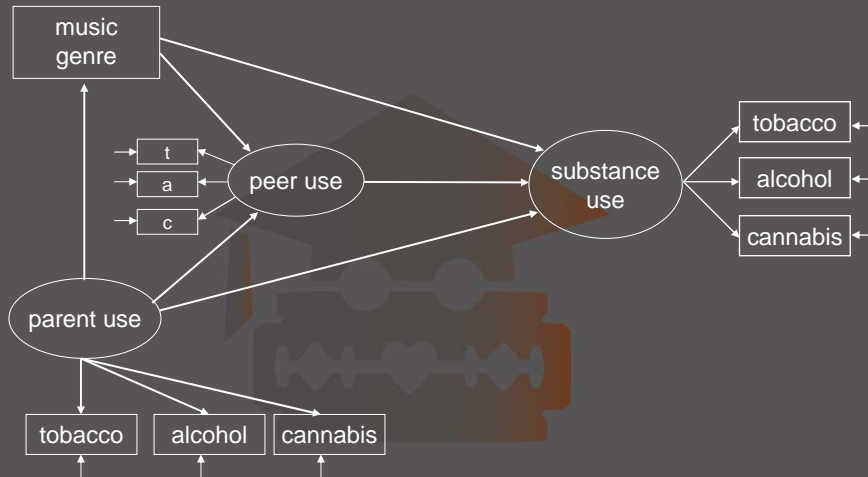 music
genre
t
a
c
peer use
substance
use
tobacco
alcohol
cannabis
parent use
tobacco
alcohol
cannabis